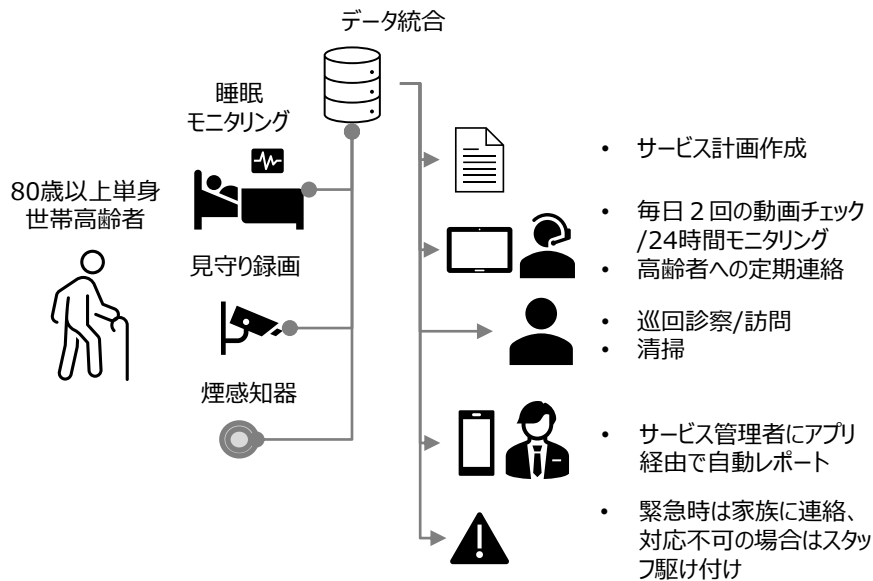 データ統合
睡眠
モニタリング
80歳以上単身
世帯高齢者
見守り録画
煙感知器
• サービス計画作成
• 毎日２回の動画チェック
/24時間モニタリング
• 高齢者への定期連絡
• 巡回診察/訪問
• 清掃
• サービス管理者にアプリ
経由で自動レポート
• 緊急時は家族に連絡、
対応不可の場合はスタッ
フ駆け付け